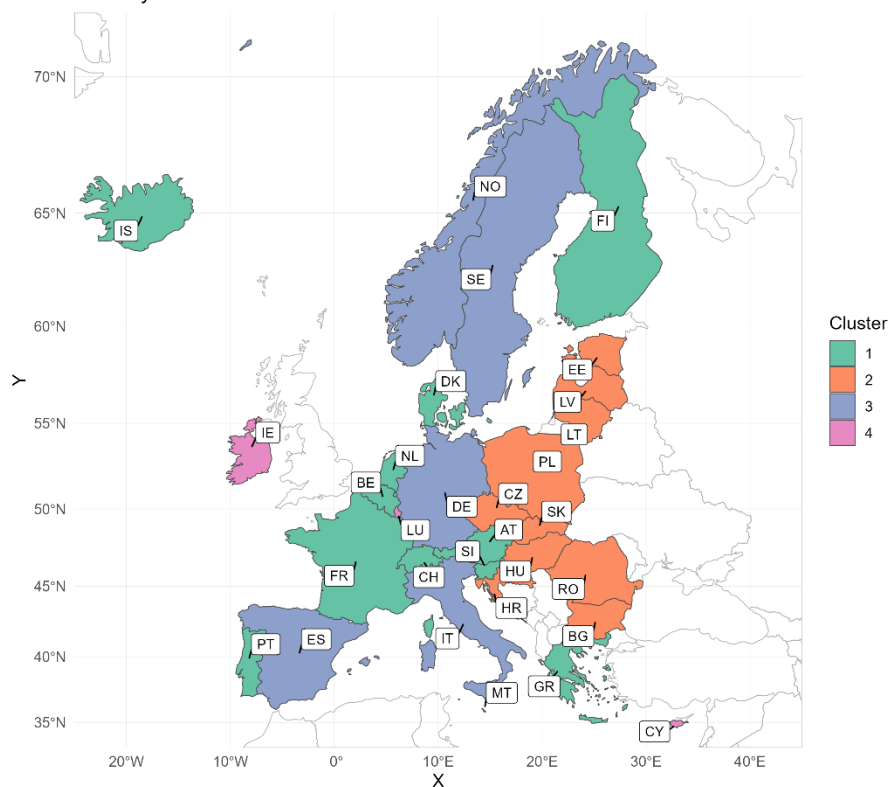 70°N
65°N
60°N
55°N
50°N
45°N
40°N
35°N
Y
NO
IS
FI
SE
EE
DK
LV
IE
LT
NL
PL
BE
CZ
DE
SK
LU
AT
SI
FR
CH
HU
RO
HR
PT
ES
IT
BG
GR
MT
CY
20°W
10°W
0°
10°E
20°E
30°E
40°E
X
Cluster
1
2
3
4